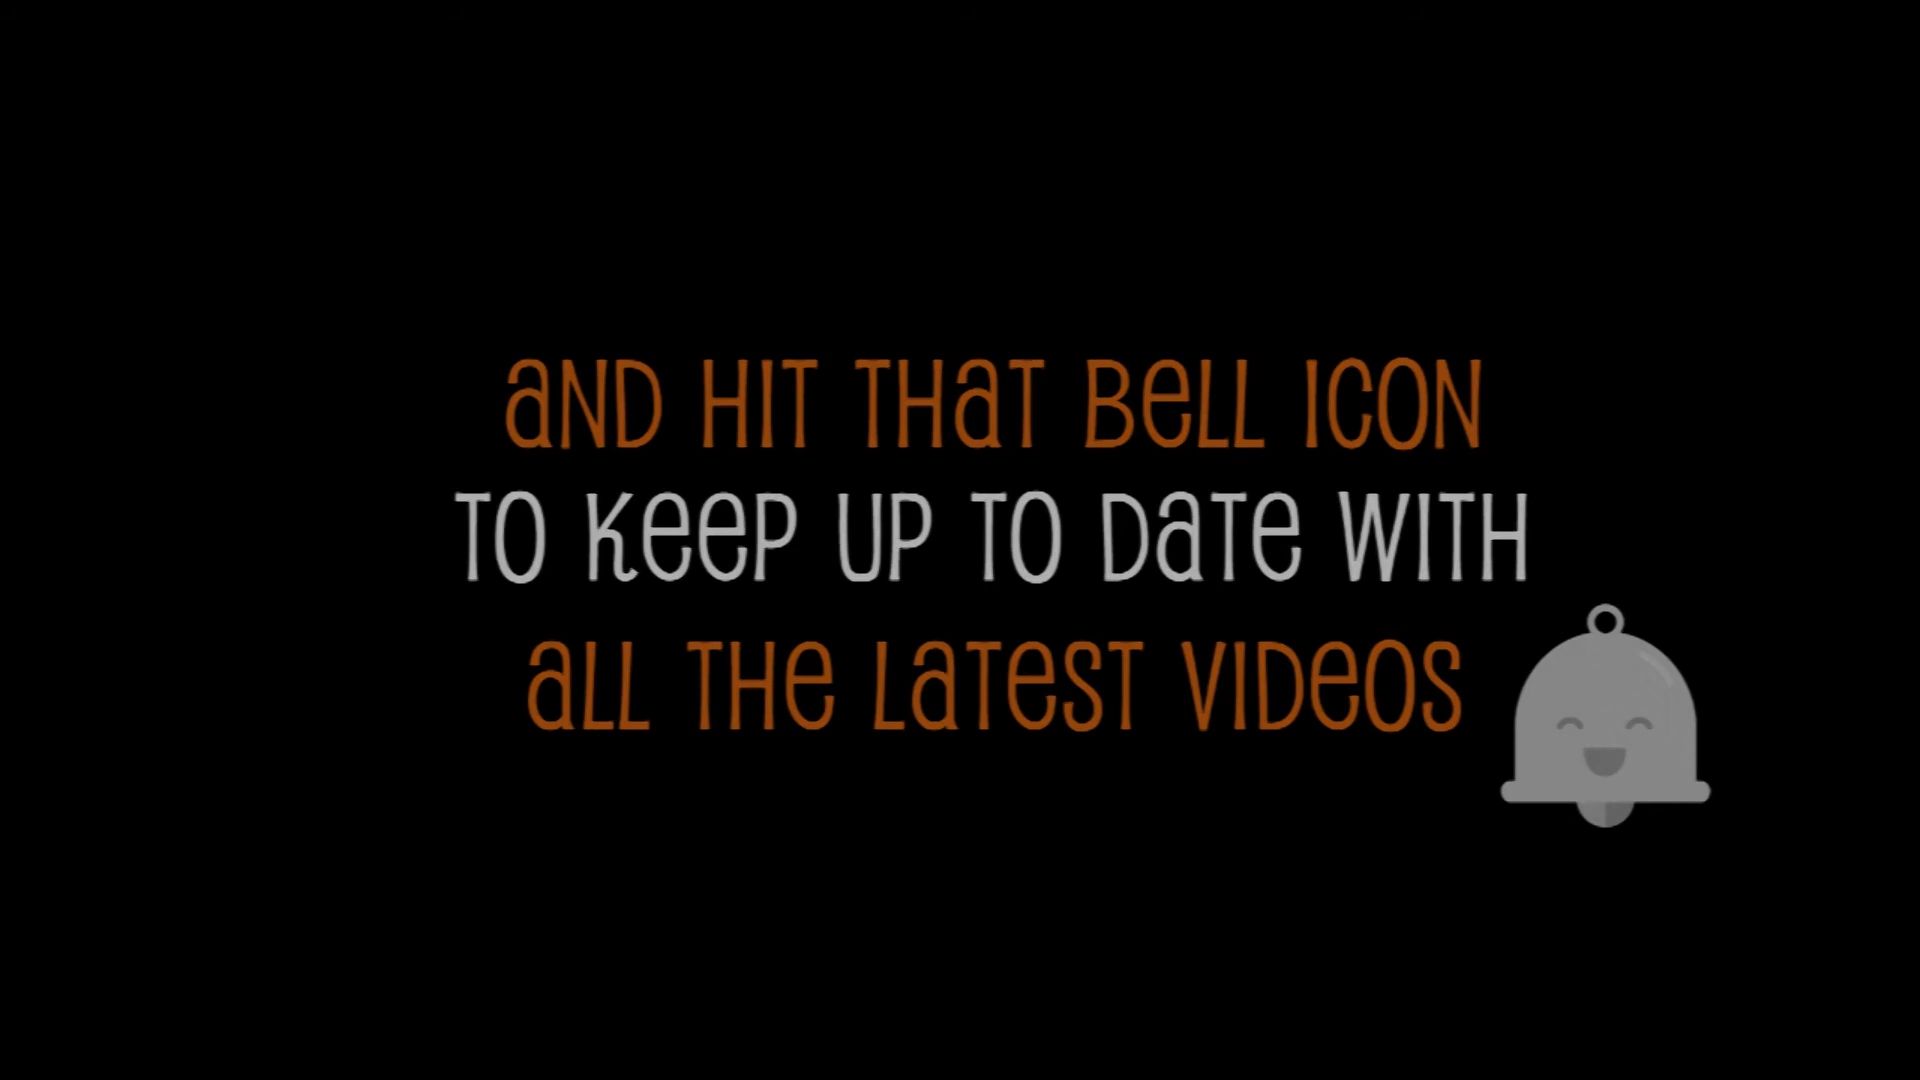 aND HIT THaT BeLL ICON
TO KeeP UP TO DaTe WITH
aLL THe LaTeST VIDeOS